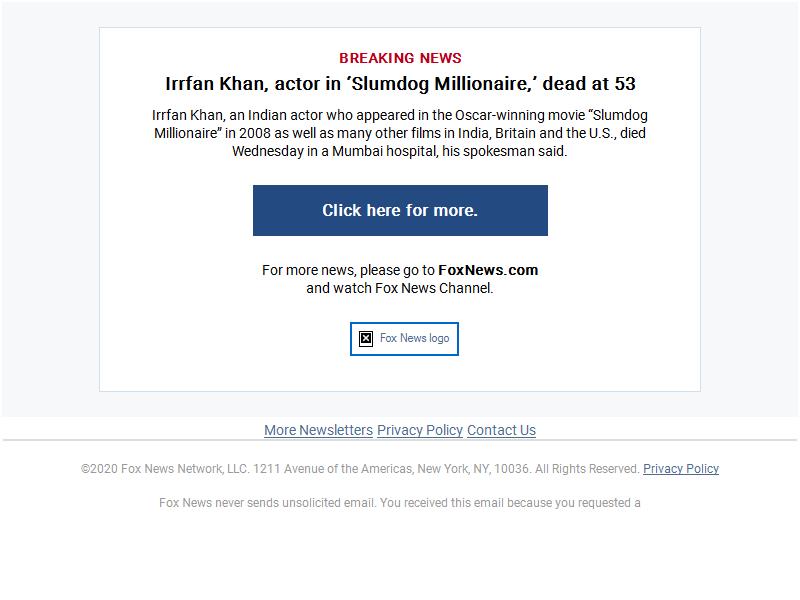 BREAKING NEWS
Irrfan Khan, actor in ‘Slumdog Millionaire,’ dead at 53
Irrfan Khan, an Indian actor who appeared in the Oscar-winning movie “Slumdog
Millionaire” in 2008 as well as many other films in India, Britain and the U.S., died
Wednesday in a Mumbai hospital, his spokesman said.
Click here for more.
For more news, please go to FoxNews.com
and watch Fox News Channel.
Fox News logo
More Newsletters Privacy Policy Contact Us
©2020 Fox News Network, LLC. 1211 Avenue of the Americas, New York, NY, 10036. All Rights Reserved. Privacy Policy
Fox News never sends unsolicited email. You received this email because you requested a